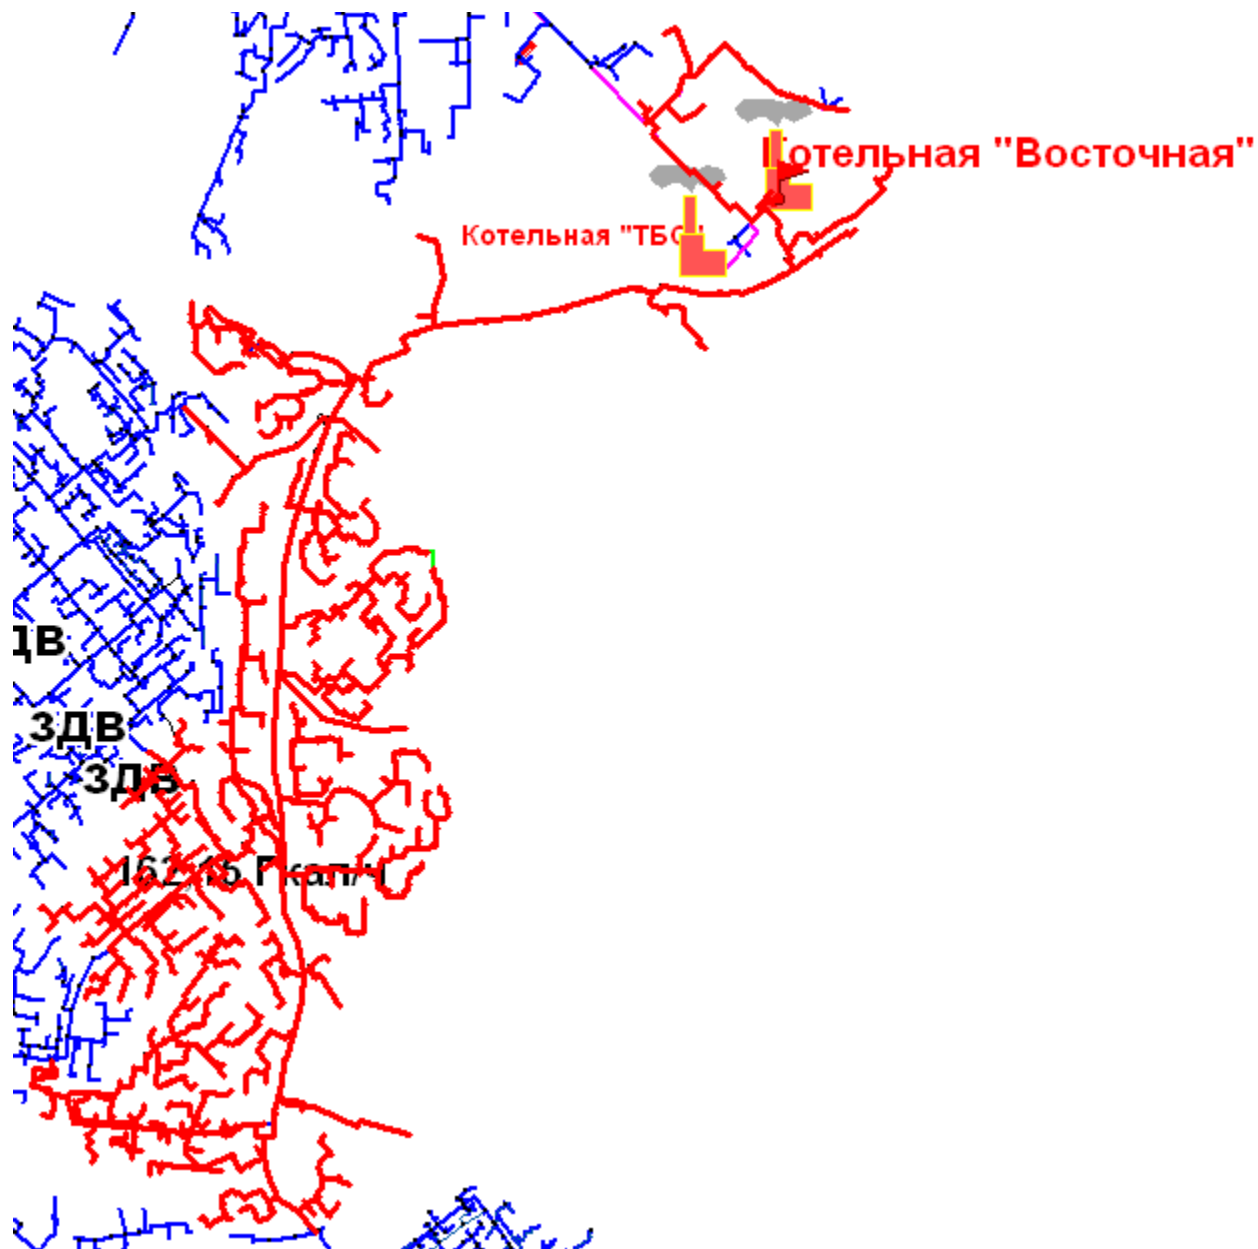 Котельная "Восточная"
Котельная "ТБО"
ДВ
ЗДВ
ЗДВ
162,15 Гкал/ч